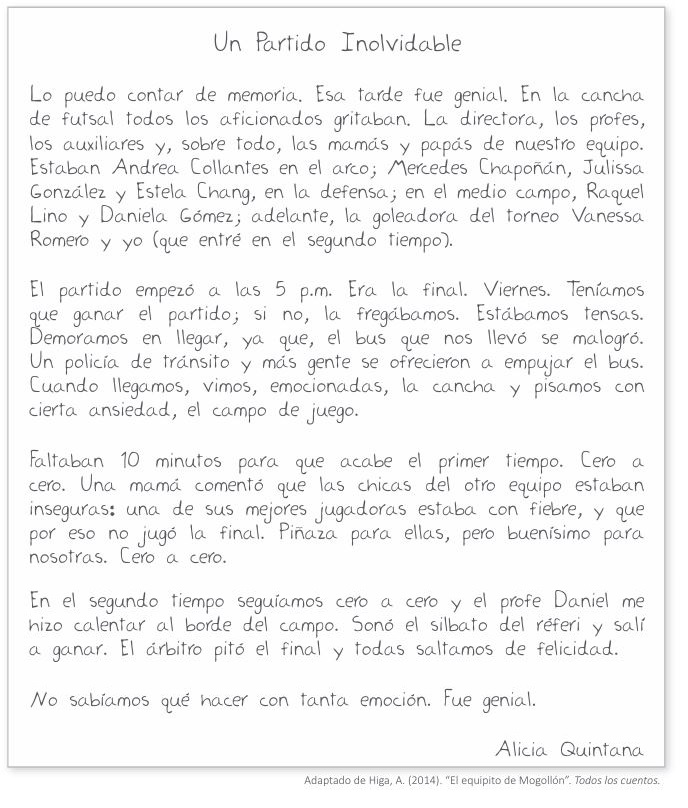 Un Partido Inolvidable
Lo puedo contar de memoria. Esa tarde fue genial. En la cancha
de futsal todos los aficionados gritaban. La directora, los profes,
los auxiliares y, sobre todo, las mamás y papás de nuestro equipo.
Estaban Andrea Collantes en el arco; Mercedes Chapoñán, Julissa
González y Estela Chang, en la defensa; en el medio campo, Raquel
Lino y Daniela Gómez; adelante, la goleadora del torneo Vanessa
Romero y yo (que entré en el segundo tiempo).
El partido empezó a las 5 p.m. Era la final. Viernes. Teníamos
que ganar el partido; si no, la fregábamos. Estábamos tensas.
Demoramos en llegar, ya que, el bus que nos llevó se malogró.
Un policía de tránsito y más gente se ofrecieron a empujar el bus.
Cuando llegamos, vimos, emocionadas, la cancha y pisamos con
cierta ansiedad, el campo de juego.
Faltaban 10 minutos para que acabe el primer tiempo. Cero a
cero. Una mamá comentó que las chicas del otro equipo estaban
inseguras: una de sus mejores jugadoras estaba con fiebre, y que
por eso no jugó la final. Piñaza para ellas, pero buenísimo para
nosotras. Cero a cero.
En el segundo tiempo seguíamos cero a cero y el profe Daniel me
hizo calentar al borde del campo. Sonó el silbato del réferi y salí
a ganar. El árbitro pitó el final y todas saltamos de felicidad.
No sabíamos qué hacer con tanta emoción. Fue genial.
Alicia Quintana
Adaptado de Higa, A. (2014). “El equipito de Mogollón”. Todos los cuentos.